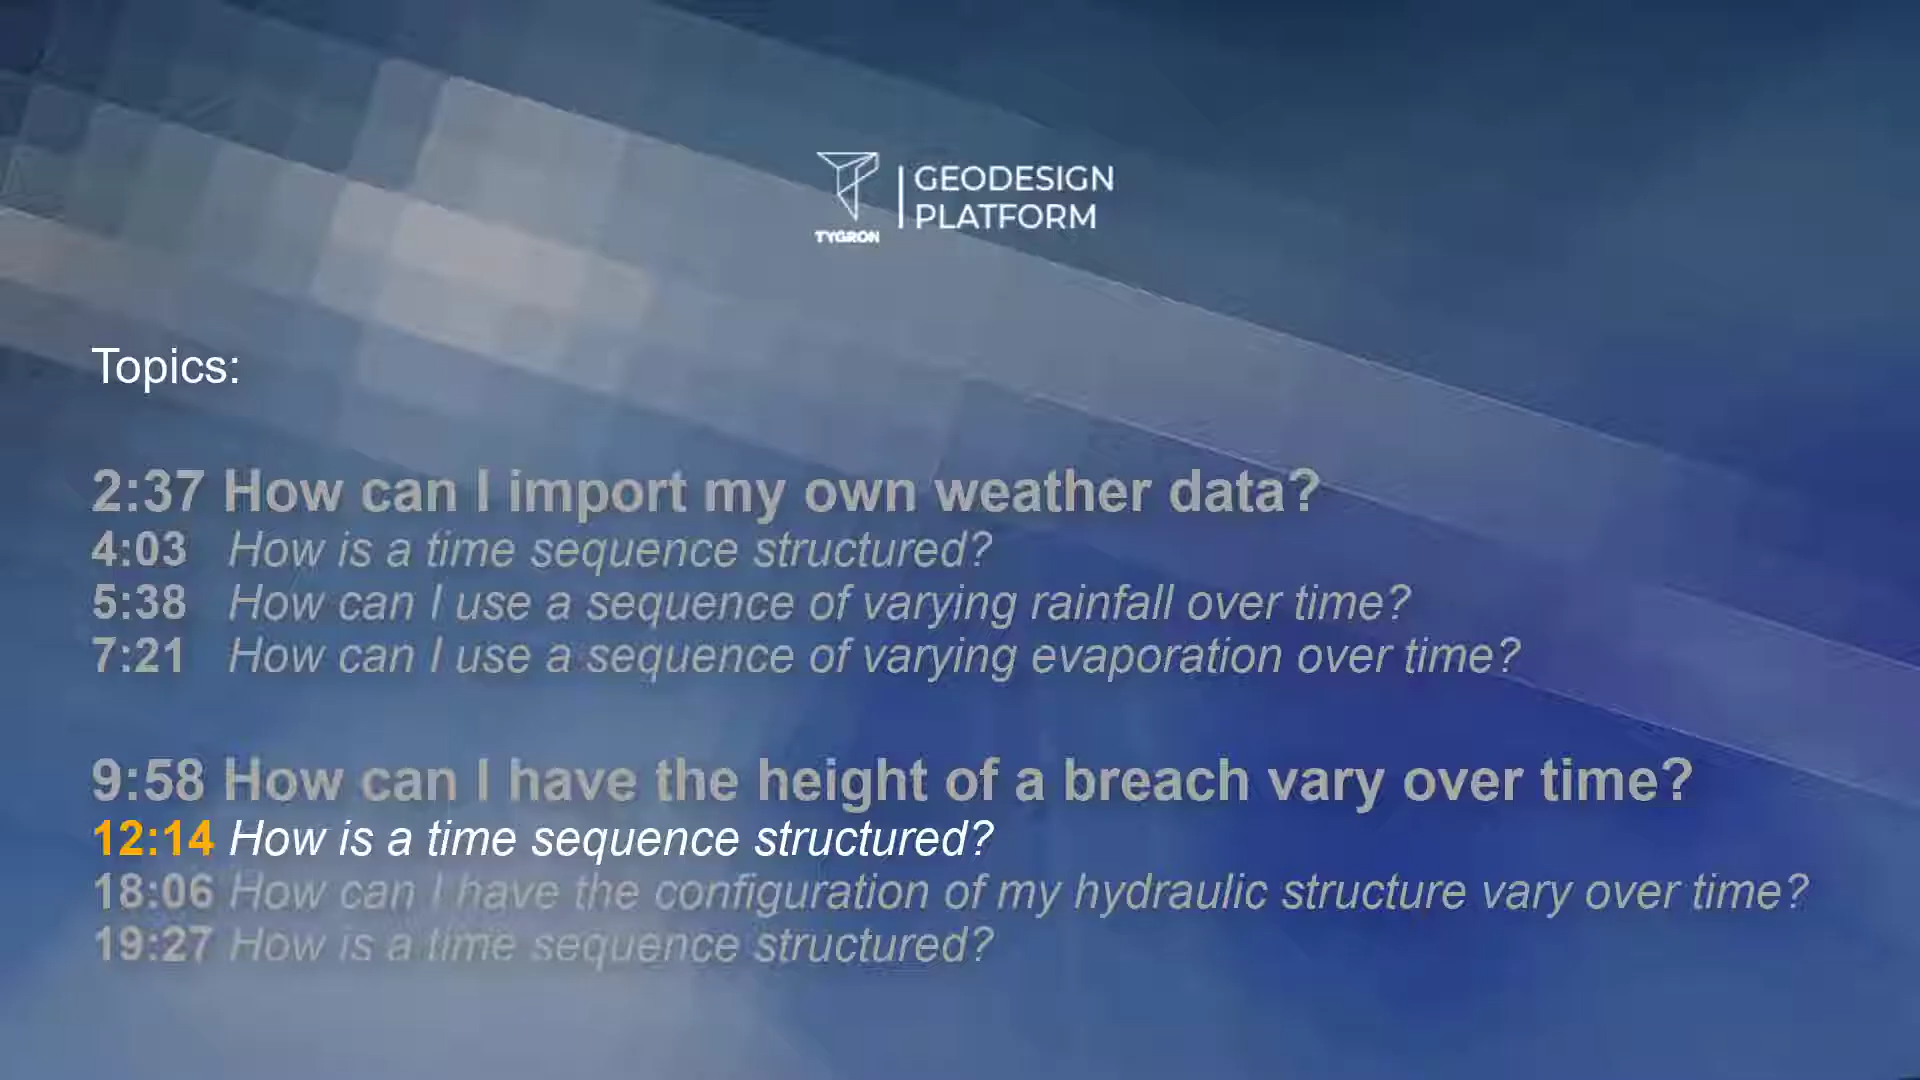 TYGRON
GEODESIGN
PLATFORM
Topics:
2:37 How can I import my own weather data?
4:03 How is a time sequence structured?
5:38 How can I use a sequence of varying rainfall over time?
7:21 How can I use a sequence of varying evaporation over time?
9:58 How can I have the height of a breach vary over time?
12:14 How is a time sequence structured?
18:06 How can I have the configuration of my hydraulic structure vary over time?
19:27 How is a time sequence structured?